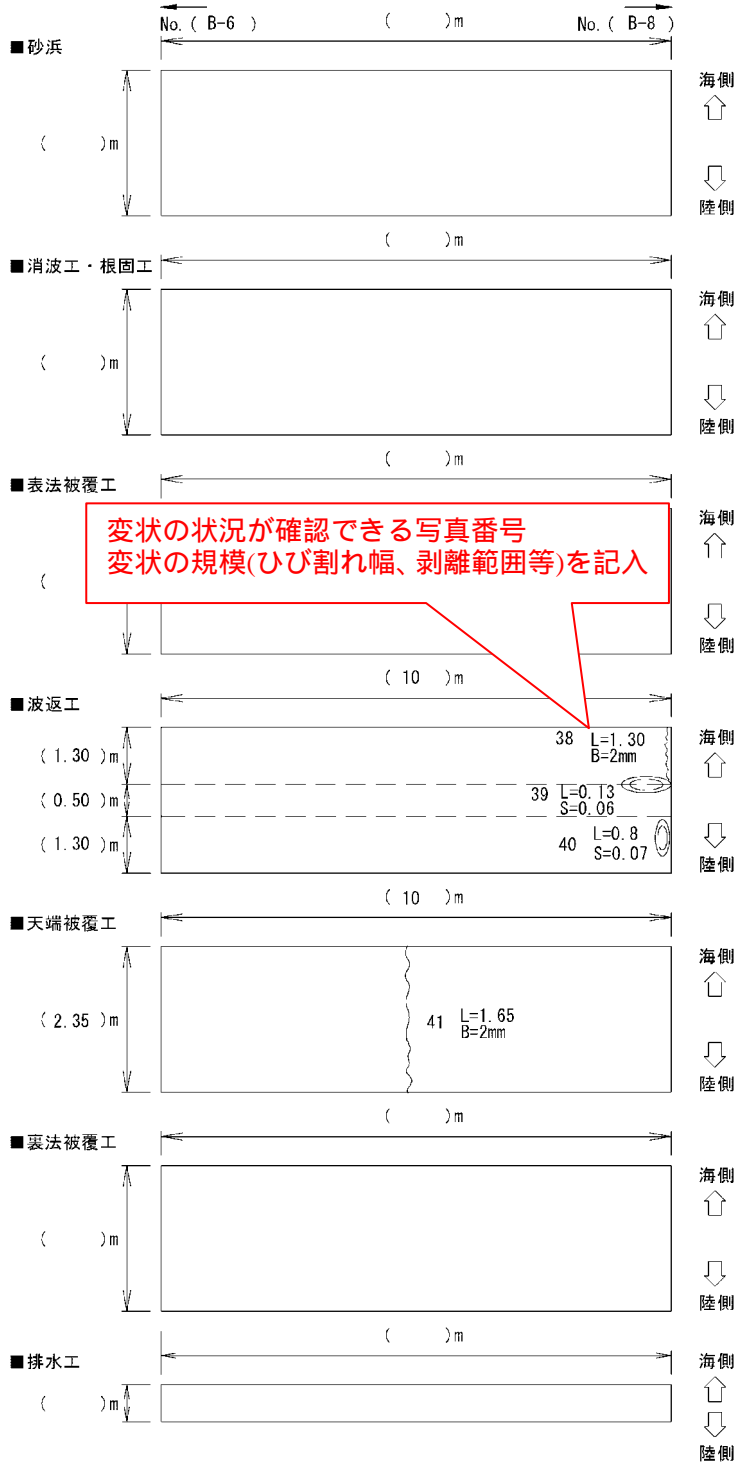 No. ( B-6 ) ( )m No. ( B-8 )
■砂浜
海側
( )m
陸側
( )m
■消波工・根固工
海側
( )m
陸側
( )m
■表法被覆工
海側
変状の状況が確認できる写真番号
変状の規模(ひび割れ幅、剥離範囲等)を記入
(
陸側
( 10 )m
■波返工
海側
38 L=1.30
B=2mm
( 1.30 )m
39 L=0.13
S=0.06
( 0.50 )m
40 L=0.8
S=0.07
( 1.30 )m
陸側
( 10 )m
■天端被覆工
海側
( 2.35 )m
41 L=1.65
B=2mm
陸側
( )m
■裏法被覆工
海側
( )m
陸側
( )m
■排水工
海側
( )m
陸側